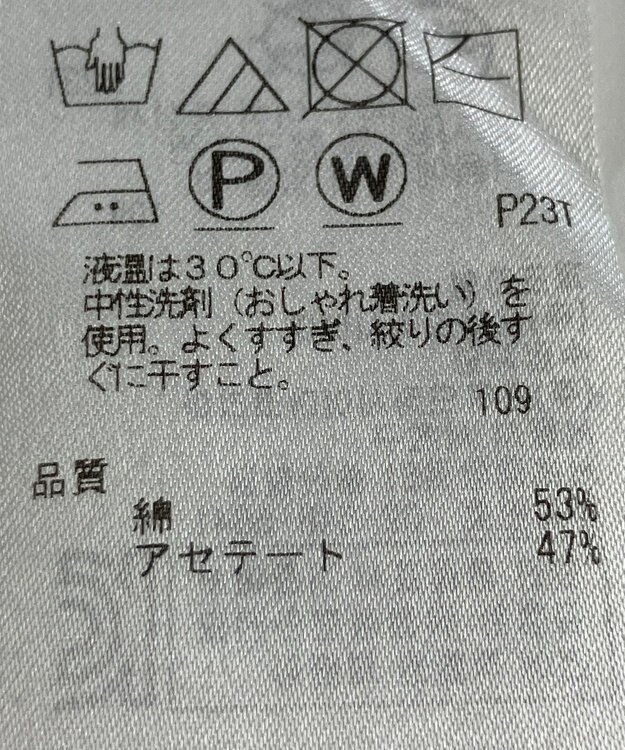 P W
P23T
液温は30℃以下。
中性洗剤（おしゃれ着洗い）を
使用。よくすすぎ、絞りの後す
ぐに干すこと。
109
品質
綿 53%
アセテート 47%